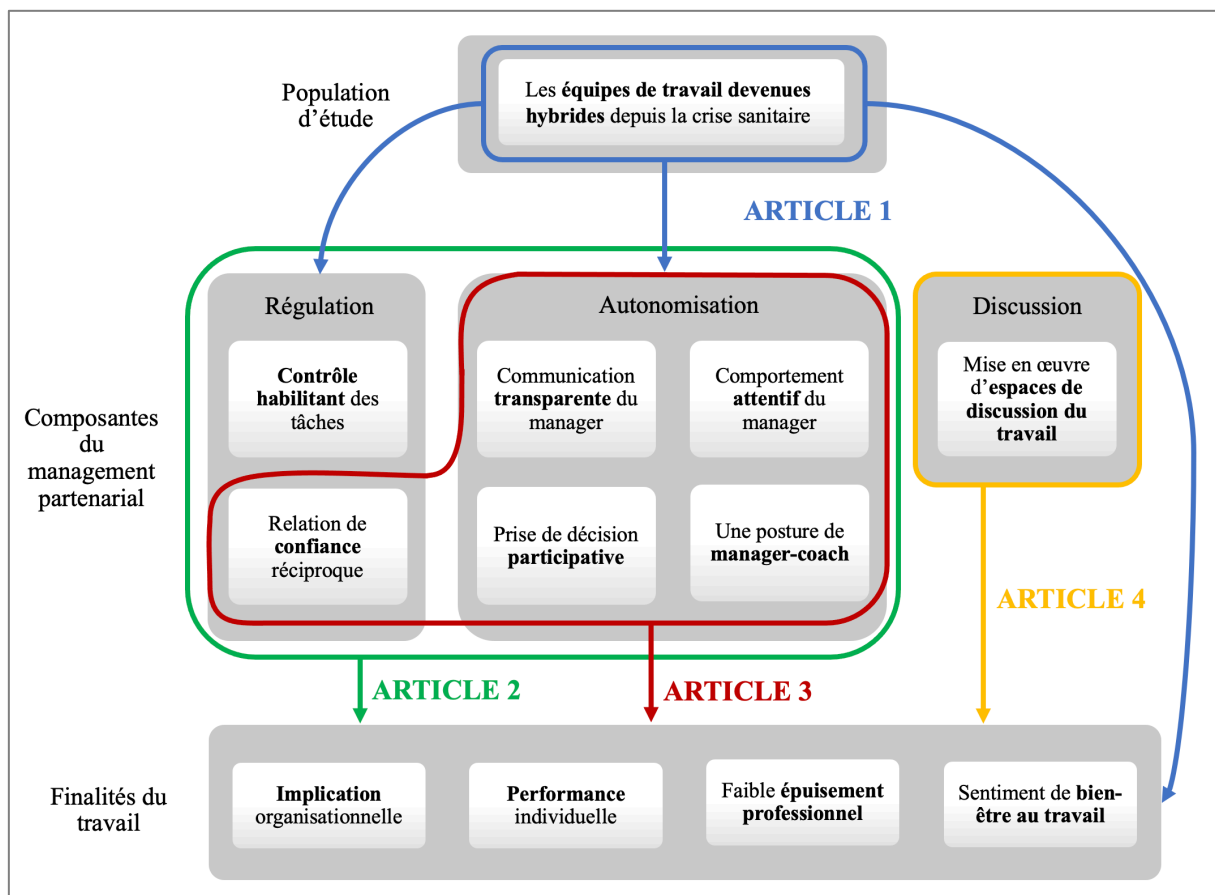 Population
d'étude
Les équipes de travail devenues
hybrides depuis la crise sanitaire
ARTICLE 1
Composantes
du
management
partenarial
Régulation
Contrôle
habilitant des
tâches
Relation de
confiance
réciproque
Autonomisation
Communication
transparente du
manager
Comportement
attentif du
manager
Prise de décision
participative
Une posture de
manager-coach
Discussion
Mise en œuvre
d'espaces de
discussion du
travail
ARTICLE 2
ARTICLE 3
ARTICLE 4
Finalités du
travail
Implication
organisationnelle
Performance
individuelle
Faible épuisement
professionnel
Sentiment de bien-
être au travail